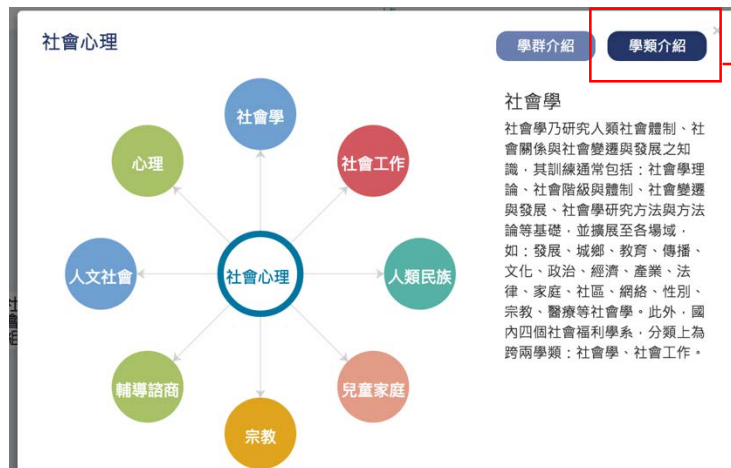 社會心理
學群介紹
學類介紹
×
社會學
心理
社會工作
人文社會
社會心理
人類民族
輔導諮商
兒童家庭
宗教
社會學
社會學乃研究人類社會體制、社
會關係與社會變遷與發展之知
識，其訓練通常包括：社會學理
論、社會階級與體制、社會變遷
與發展、社會學研究方法與方法
論等基礎，並擴展至各場域，
如：發展、城鄉、教育、傳播、
文化、政治、經濟、產業、法
律、家庭、社區、網絡、性別、
宗教、醫療等社會學。此外，國
內四個社會福利學系，分類上為
跨兩學類：社會學、社會工作。